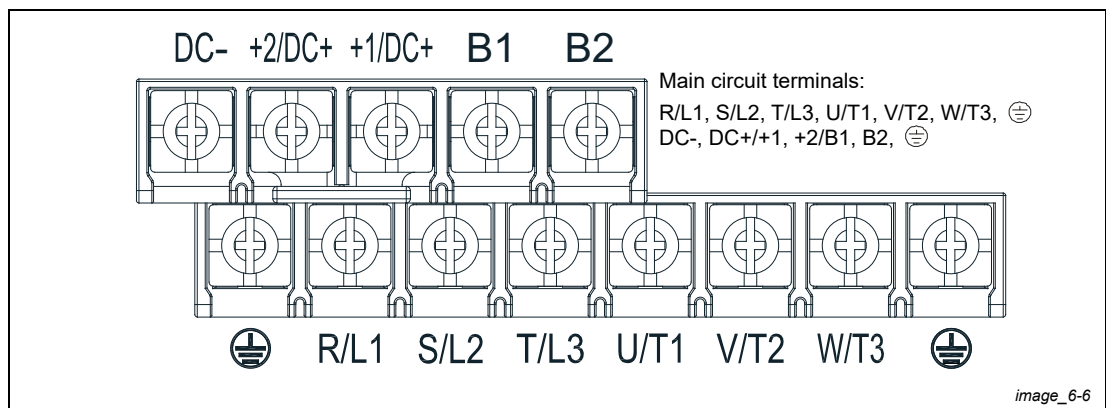 DC- +2/DC+ +1/DC+ B1 B2
Main circuit terminals:
R/L1, S/L2, T/L3, U/T1, V/T2, W/T3,
DC-, DC+/+1, +2/B1, B2,
R/L1 S/L2 T/L3 U/T1 V/T2 W/T3
image_6-6